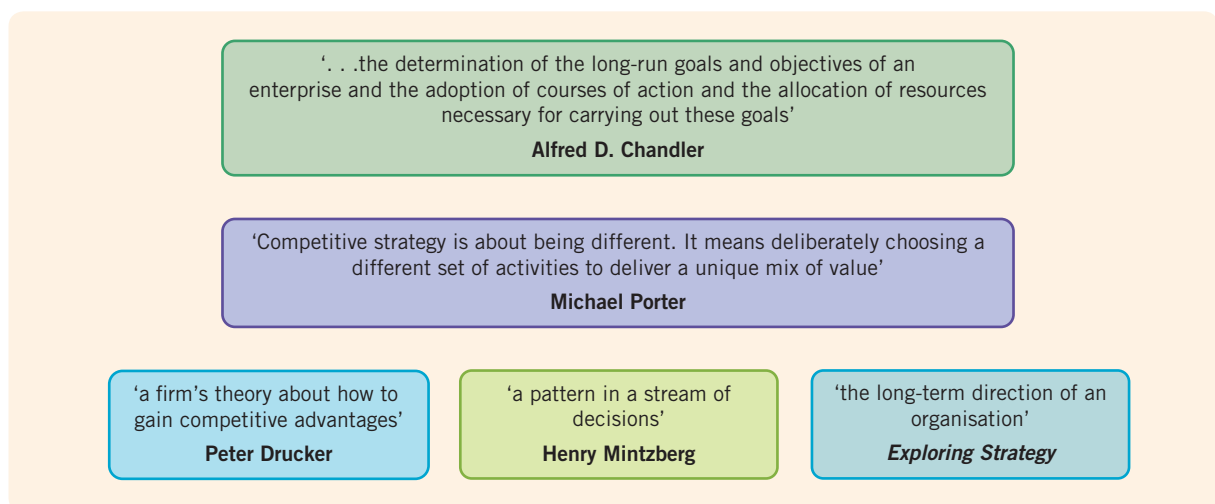 ‘. . .the determination of the long-run goals and objectives of an
enterprise and the adoption of courses of action and the allocation of resources
necessary for carrying out these goals’
Alfred D. Chandler
‘Competitive strategy is about being different. It means deliberately choosing a
different set of activities to deliver a unique mix of value’
Michael Porter
‘a firm’s theory about how to
gain competitive advantages’
Peter Drucker
‘a pattern in a stream of
decisions’
Henry Mintzberg
‘the long-term direction of an
organisation’
Exploring Strategy